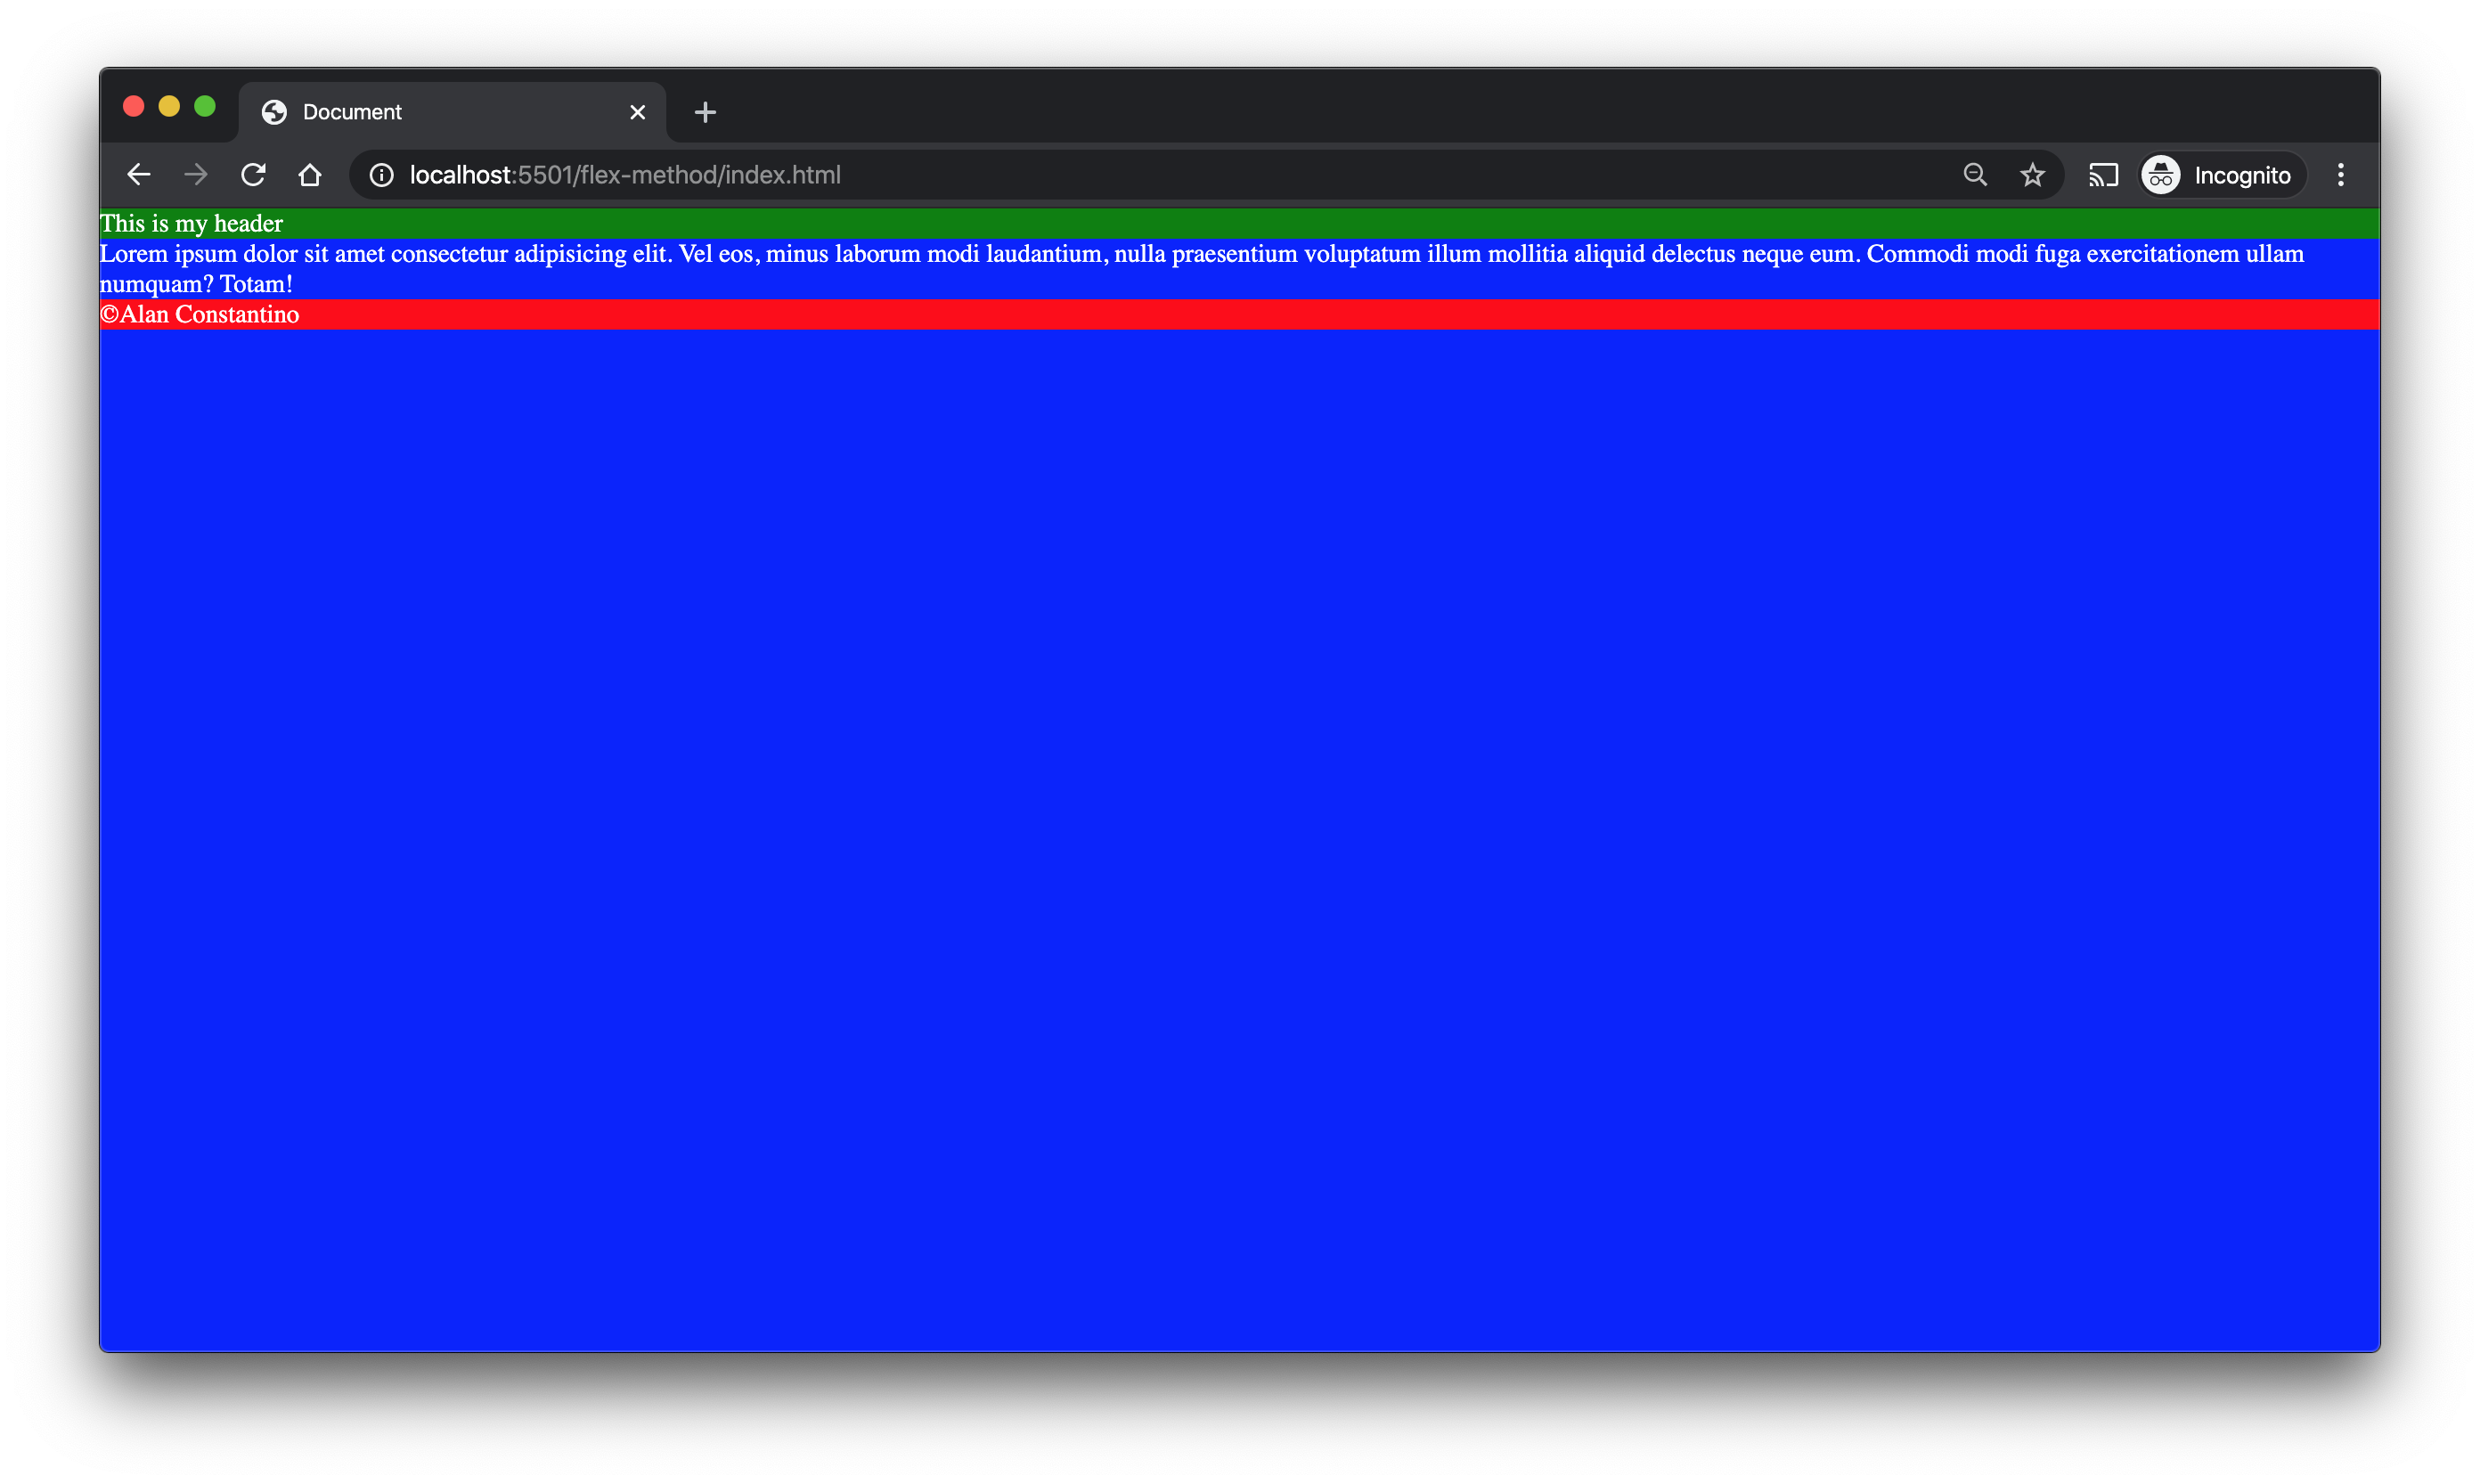 Document
localhost:5501/flex-method/index.html
Incognito
This is my header
Lorem ipsum dolor sit amet consectetur adipisicing elit. Vel eos, minus laborum modi laudantium, nulla praesentium voluptatum illum mollitia aliquid delectus neque eum. Commodi modi fuga exercitationem ullam
numquam? Totam!
©Alan Constantino